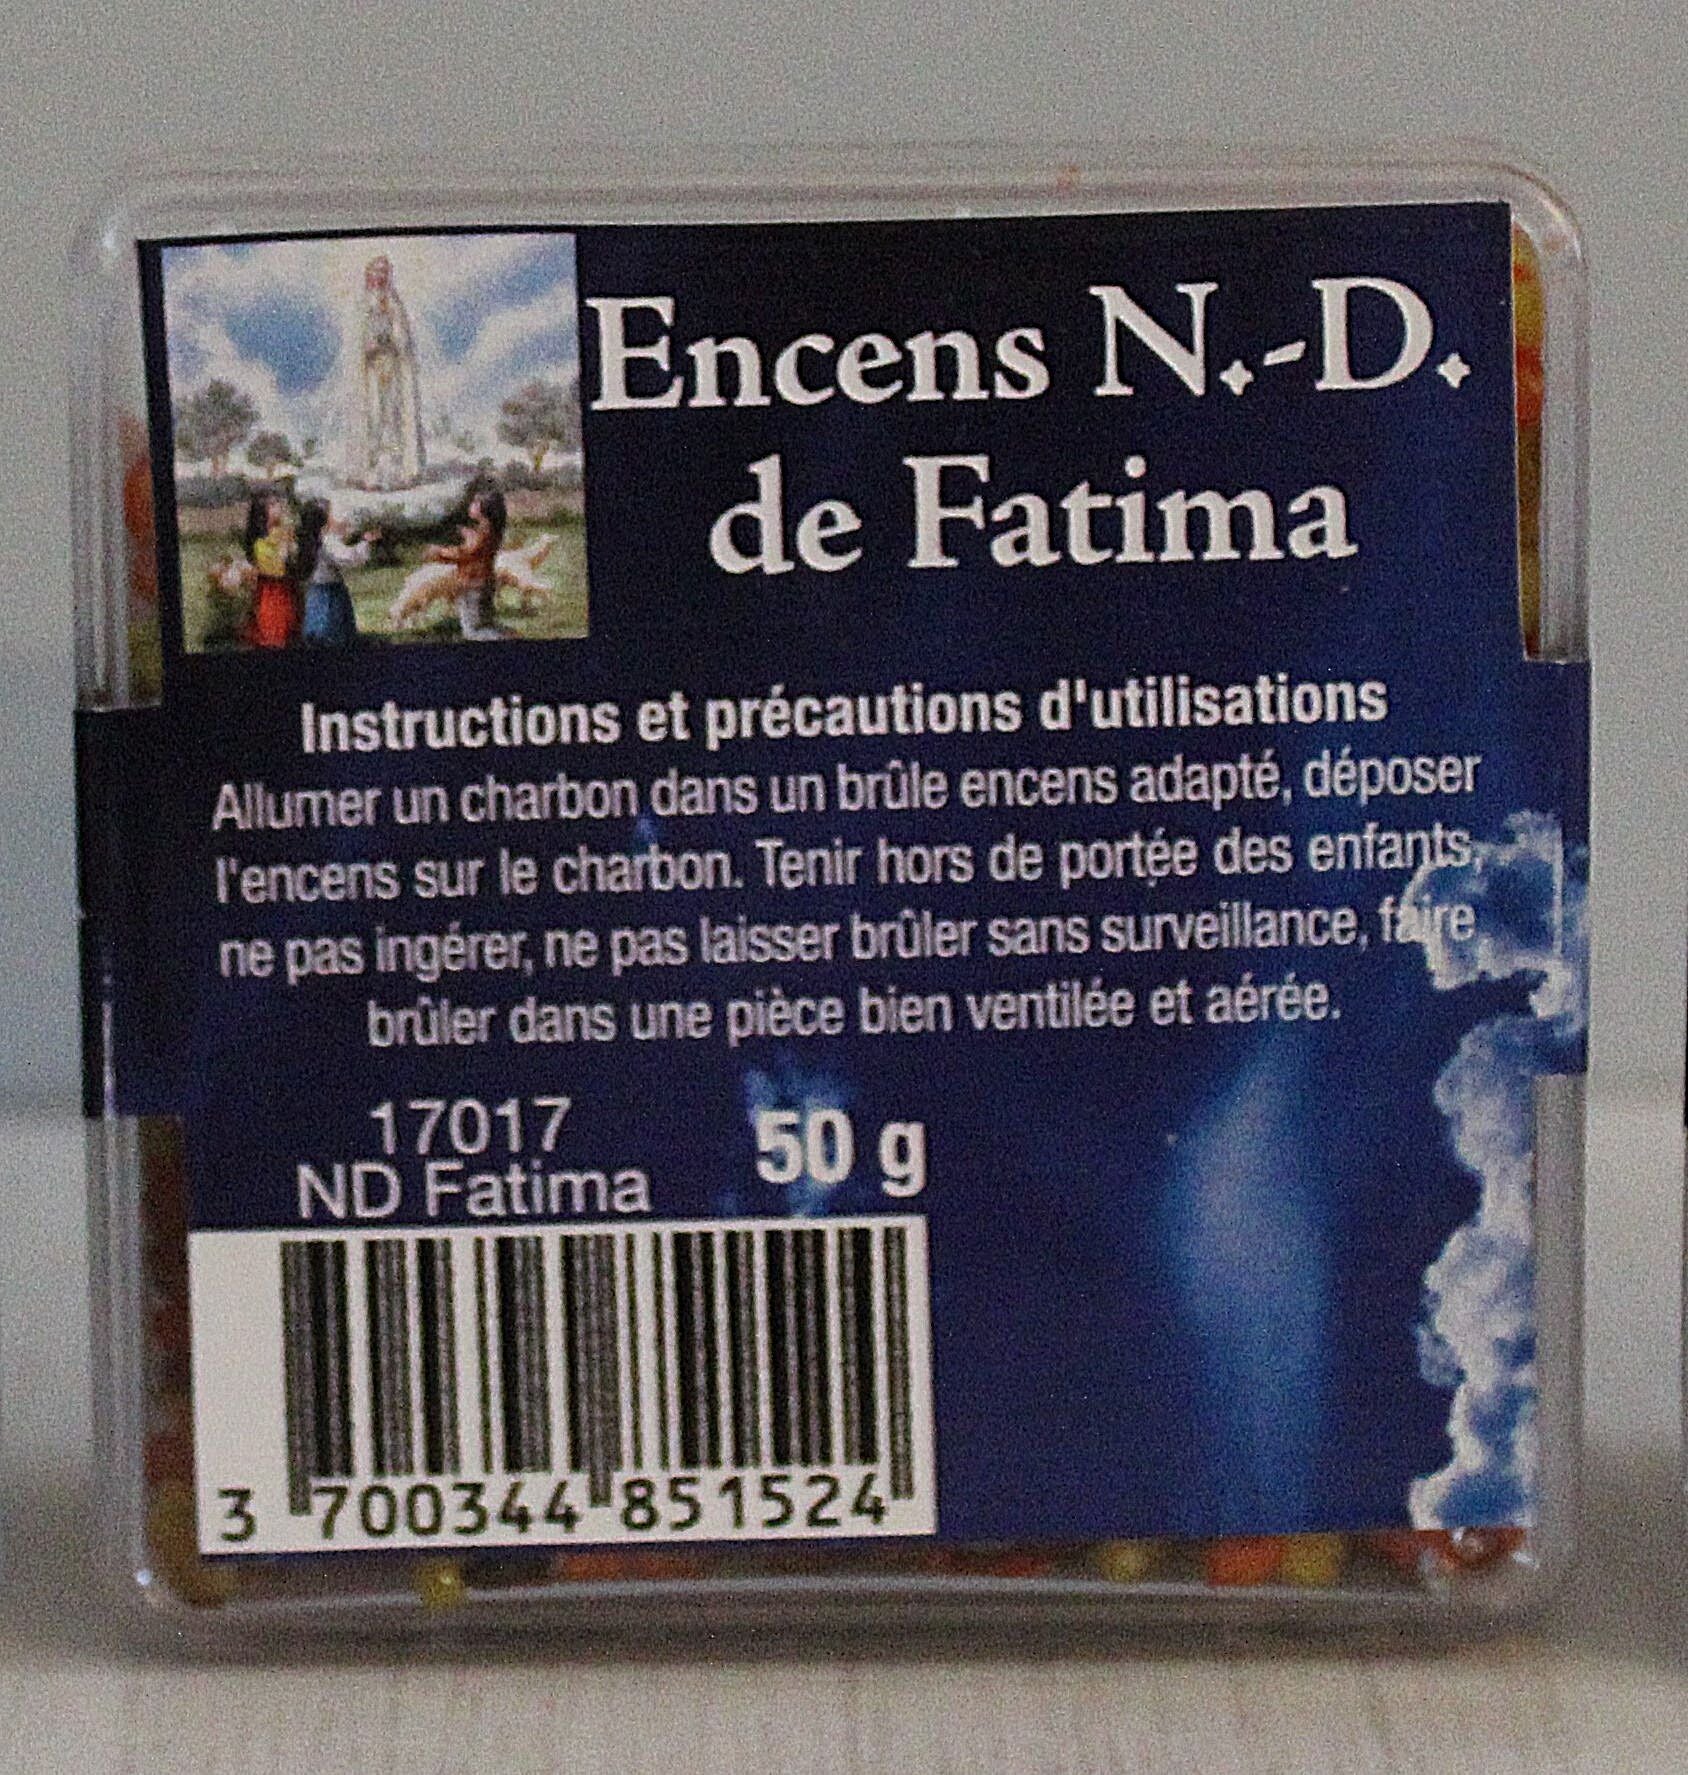 Encens N.-D.
de Fatima
Instructions et précautions d'utilisations
Allumer un charbon dans un brûle encens adapté, déposer
l'encens sur le charbon. Tenir hors de portée des enfants,
ne pas ingérer, ne pas laisser brûler sans surveillance, faire
brûler dans une pièce bien ventilée et aérée.
17017
ND Fatima
50 g
3 700344 851524